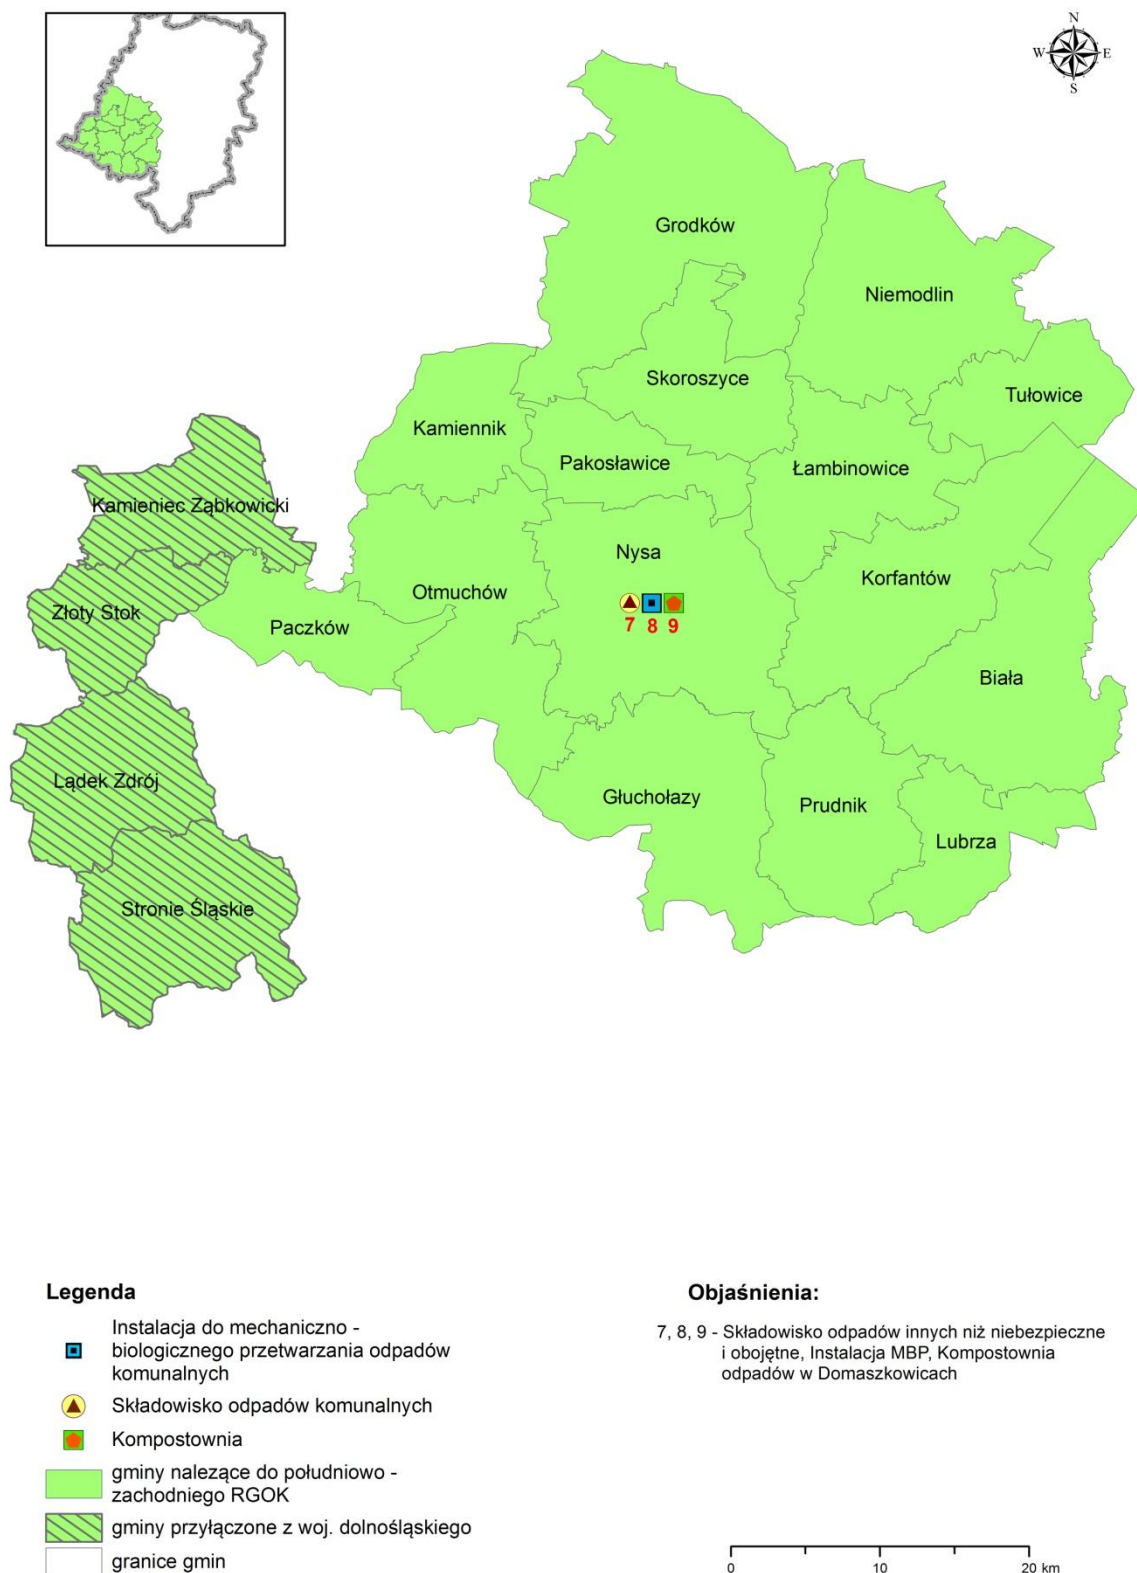 N
W E
S
Grodków
Niemodlin
Skoroszyce
Tułowice
Kamiennik
Pakosławice
Łambinowice
Kamieniec Ząbkowicki
Nysa
Korfantów
Otmuchów
Złoty Stok
Paczków
7 8 9
Biała
Lądek Zdrój
Głuchołazy
Prudnik
Lubrza
Stronie Śląskie
Legenda
Instalacja do mechaniczno -
biologicznego przetwarzania odpadów
komunalnych
Składowisko odpadów komunalnych
Kompostownia
gminy nalezące do południowo -
zachodniego RGOK
gminy przyłączone z woj. dolnośląskiego
granice gmin
Objaśnienia:
7, 8, 9 - Składowisko odpadów innych niż niebezpieczne
i obojętne, Instalacja MBP, Kompostownia
odpadów w Domaszkowicach
0 10 20 km